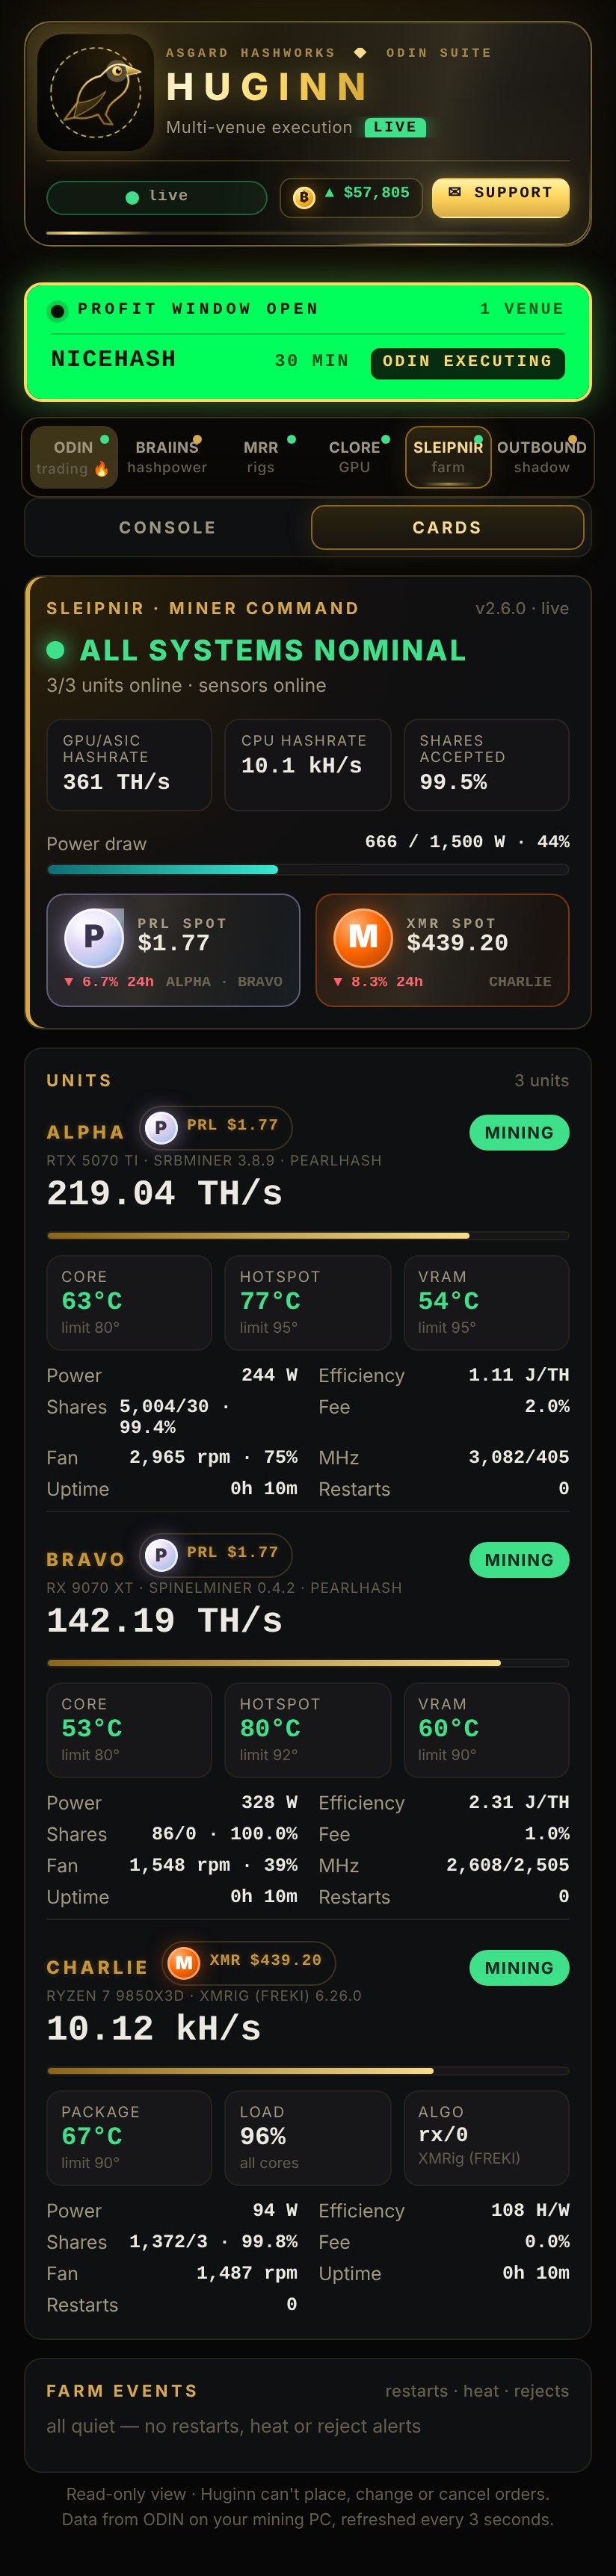 ASGARD HASHWORKS ◆ ODIN SUITE
HUGINN
Multi-venue execution LIVE
live
₿ ▲ $57,805
✉ SUPPORT
PROFIT WINDOW OPEN 1 VENUE
NICEHASH 30 MIN ODIN EXECUTING
ODIN BRAIINS MRR CLORE SLEIPNIR OUTBOUND
trading 🔥 hashpower rigs GPU farm shadow
CONSOLE CARDS
SLEIPNIR · MINER COMMAND v2.6.0 · live
ALL SYSTEMS NOMINAL
3/3 units online · sensors online
GPU/ASIC HASHRATE
361 TH/s
CPU HASHRATE
10.1 kH/s
SHARES ACCEPTED
99.5%
Power draw 666 / 1,500 W · 44%
P
PRL SPOT
$1.77
▼ 6.7% 24h ALPHA · BRAVO
M
XMR SPOT
$439.20
▼ 8.3% 24h CHARLIE
UNITS 3 units
ALPHA P PRL $1.77 MINING
RTX 5070 TI · SRBMINER 3.8.9 · PEARLHASH
219.04 TH/s
CORE HOTSPOT VRAM
63°C 77°C 54°C
limit 80° limit 95° limit 95°
Power 244 W Efficiency 1.11 J/TH
Shares 5,004/30 · 99.4% Fee 2.0%
Fan 2,965 rpm · 75% MHz 3,082/405
Uptime 0h 10m Restarts 0
BRAVO P PRL $1.77 MINING
RX 9070 XT · SPINELMINER 0.4.2 · PEARLHASH
142.19 TH/s
CORE HOTSPOT VRAM
53°C 80°C 60°C
limit 80° limit 92° limit 90°
Power 328 W Efficiency 2.31 J/TH
Shares 86/0 · 100.0% Fee 1.0%
Fan 1,548 rpm · 39% MHz 2,608/2,505
Uptime 0h 10m Restarts 0
CHARLIE M XMR $439.20 MINING
RYZEN 7 9850X3D · XMRIG (FREKI) 6.26.0
10.12 kH/s
PACKAGE LOAD ALGO
67°C 96% rx/0
limit 90° all cores XMRig (FREKI)
Power 94 W Efficiency 108 H/W
Shares 1,372/3 · 99.8% Fee 0.0%
Fan 1,487 rpm Uptime 0h 10m
Restarts 0
FARM EVENTS restarts · heat · rejects
all quiet — no restarts, heat or reject alerts
Read-only view · Huginn can't place, change or cancel orders.
Data from ODIN on your mining PC, refreshed every 3 seconds.